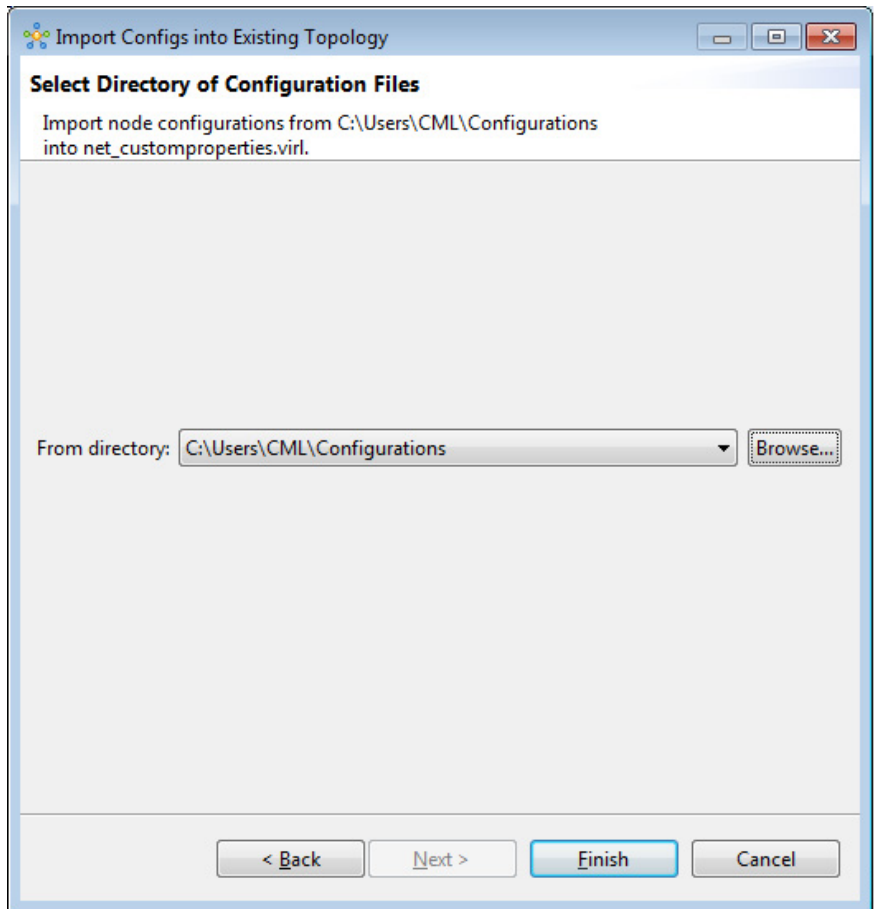 Import Configs into Existing Topology
Select Directory of Configuration Files
Import node configurations from C:\Users\CML\Configurations
into net_customproperties.virl.
From directory: C:\Users\CML\Configurations Browse...
< Back Next > Finish Cancel